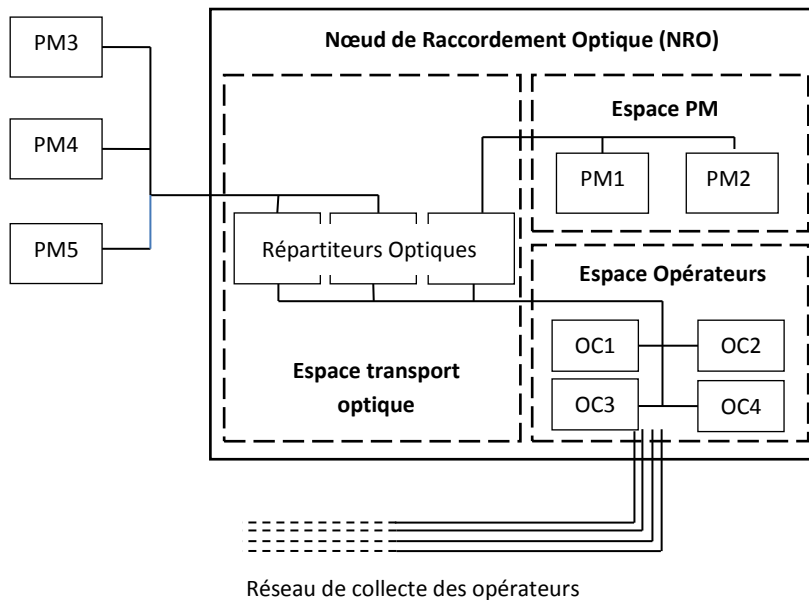 PM3
Nœud de Raccordement Optique (NRO)
Espace PM
PM4
PM1
PM2
PM5
Répartiteurs Optiques
Espace Opérateurs
OC1
OC2
Espace transport
optique
OC3
OC4
Réseau de collecte des opérateurs